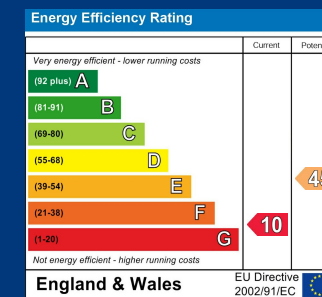 Energy Efficiency Rating
Current
Very energy efficient - lower running costs
(92 plus) A
(81-91) B
(69-80) C
(55-68) D
(39-54) E
(21-38) F
(1-20) G
10
Not energy efficient - higher running costs
England & Wales
EU Directive
2002/91/EC